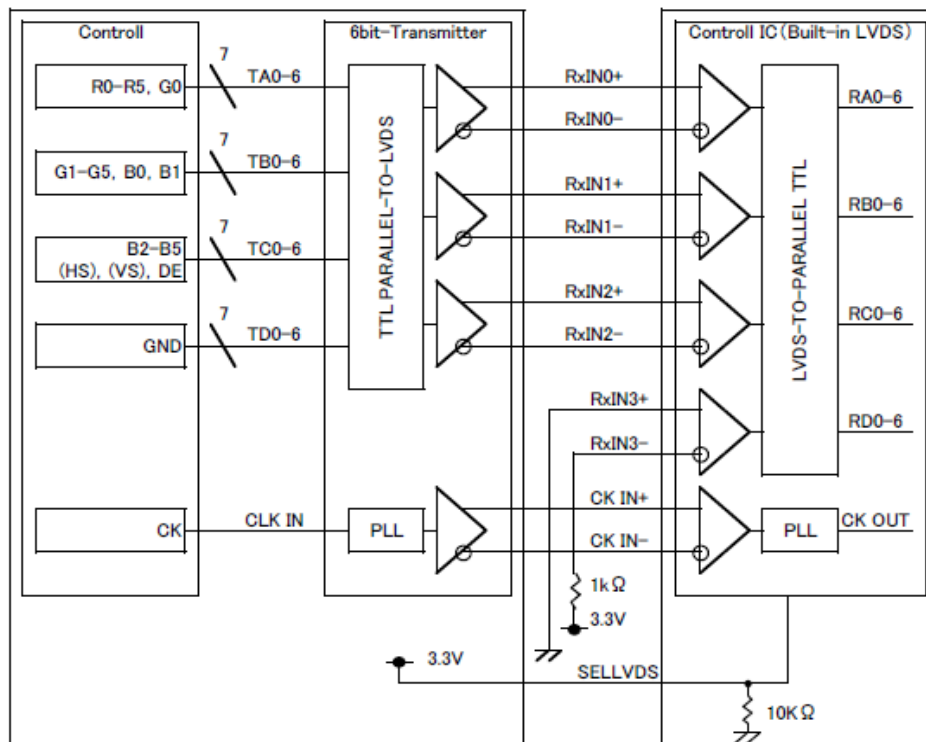 Controll
6bit-Transmitter
Controll IC(Built-in LVDS)
R0-R5, G0
7
TA0-6
G1-G5, B0, B1
7
TB0-6
B2-B5
(HS), (VS), DE
7
TC0-6
GND
7
TD0-6
CK
CLK IN
TTL PARALLEL-TO-LVDS
PLL
RxIN0+
RxIN0-
RxIN1+
RxIN1-
RxIN2+
RxIN2-
RxIN3+
RxIN3-
CK IN+
CK IN-
1kΩ
3.3V
3.3V
SELLVDS
10KΩ
LVDS-TO-PARALLEL TTL
PLL
RA0-6
RB0-6
RC0-6
RD0-6
CK OUT